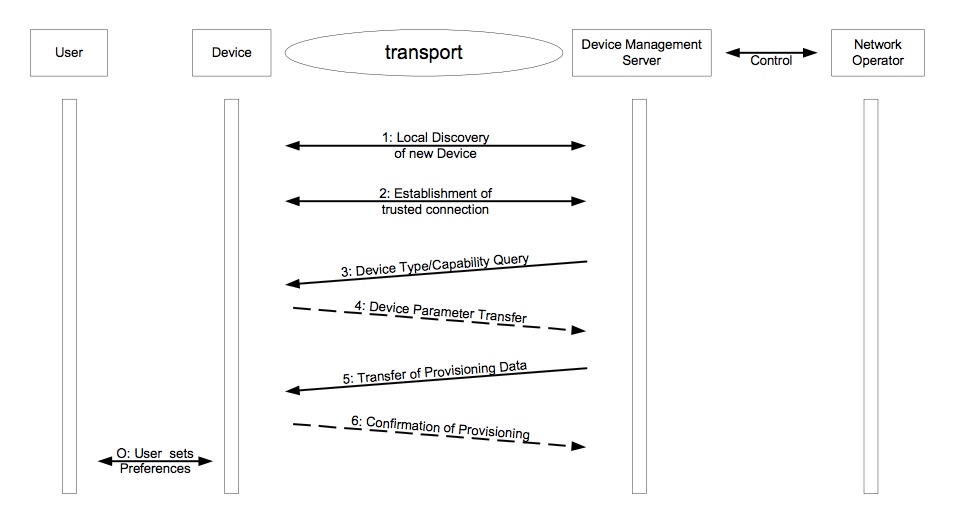 User
Device
transport
Device Management
Server
Control
Network
Operator
1: Local Discovery
of new Device
2: Establishment of
trusted connection
3: Device Type/Capability Query
4: Device Parameter Transfer
5: Transfer of Provisioning Data
6: Confirmation of Provisioning
O: User sets
Preferences